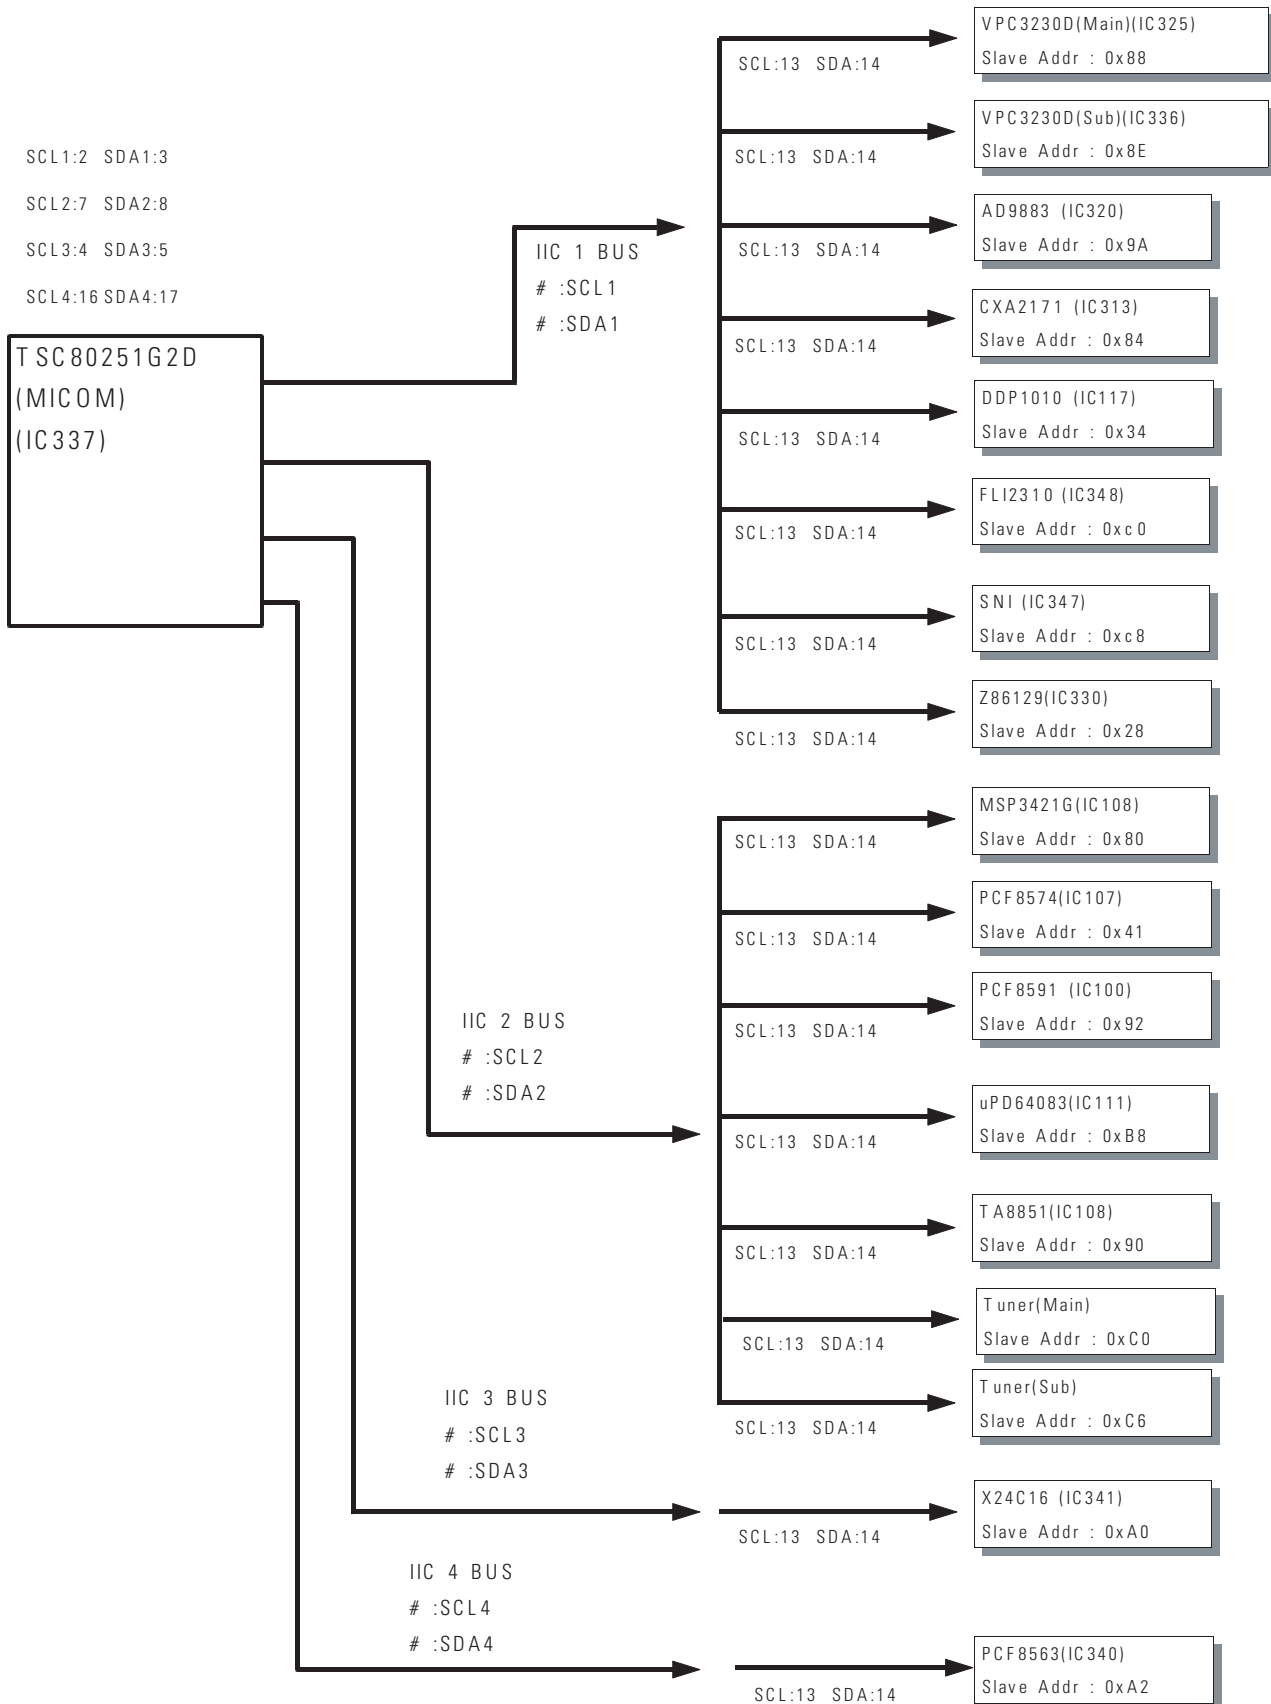 SCL1:2 SDA1:3
SCL2:7 SDA2:8
SCL3:4 SDA3:5
SCL4:16 SDA4:17
TSC80251G2D
(MICOM)
(IC337)
IIC 1 BUS
# :SCL1
# :SDA1
IIC 2 BUS
# :SCL2
# :SDA2
IIC 3 BUS
# :SCL3
# :SDA3
IIC 4 BUS
# :SCL4
# :SDA4
SCL:13 SDA:14
VPC3230D(Main)(IC325)
Slave Addr : 0x88
SCL:13 SDA:14
VPC3230D(Sub)(IC336)
Slave Addr : 0x8E
SCL:13 SDA:14
AD9883 (IC320)
Slave Addr : 0x9A
SCL:13 SDA:14
CXA2171 (IC313)
Slave Addr : 0x84
SCL:13 SDA:14
DDP1010 (IC117)
Slave Addr : 0x34
SCL:13 SDA:14
FLI2310 (IC348)
Slave Addr : 0xc0
SCL:13 SDA:14
SNI (IC347)
Slave Addr : 0xc8
SCL:13 SDA:14
Z86129(IC330)
Slave Addr : 0x28
SCL:13 SDA:14
MSP3421G(IC108)
Slave Addr : 0x80
SCL:13 SDA:14
PCF8574(IC107)
Slave Addr : 0x41
SCL:13 SDA:14
PCF8591 (IC100)
Slave Addr : 0x92
SCL:13 SDA:14
uPD64083(IC111)
Slave Addr : 0xB8
SCL:13 SDA:14
TA8851(IC108)
Slave Addr : 0x90
SCL:13 SDA:14
Tuner(Main)
Slave Addr : 0xC0
SCL:13 SDA:14
Tuner(Sub)
Slave Addr : 0xC6
SCL:13 SDA:14
X24C16 (IC341)
Slave Addr : 0xA0
SCL:13 SDA:14
PCF8563(IC340)
Slave Addr : 0xA2